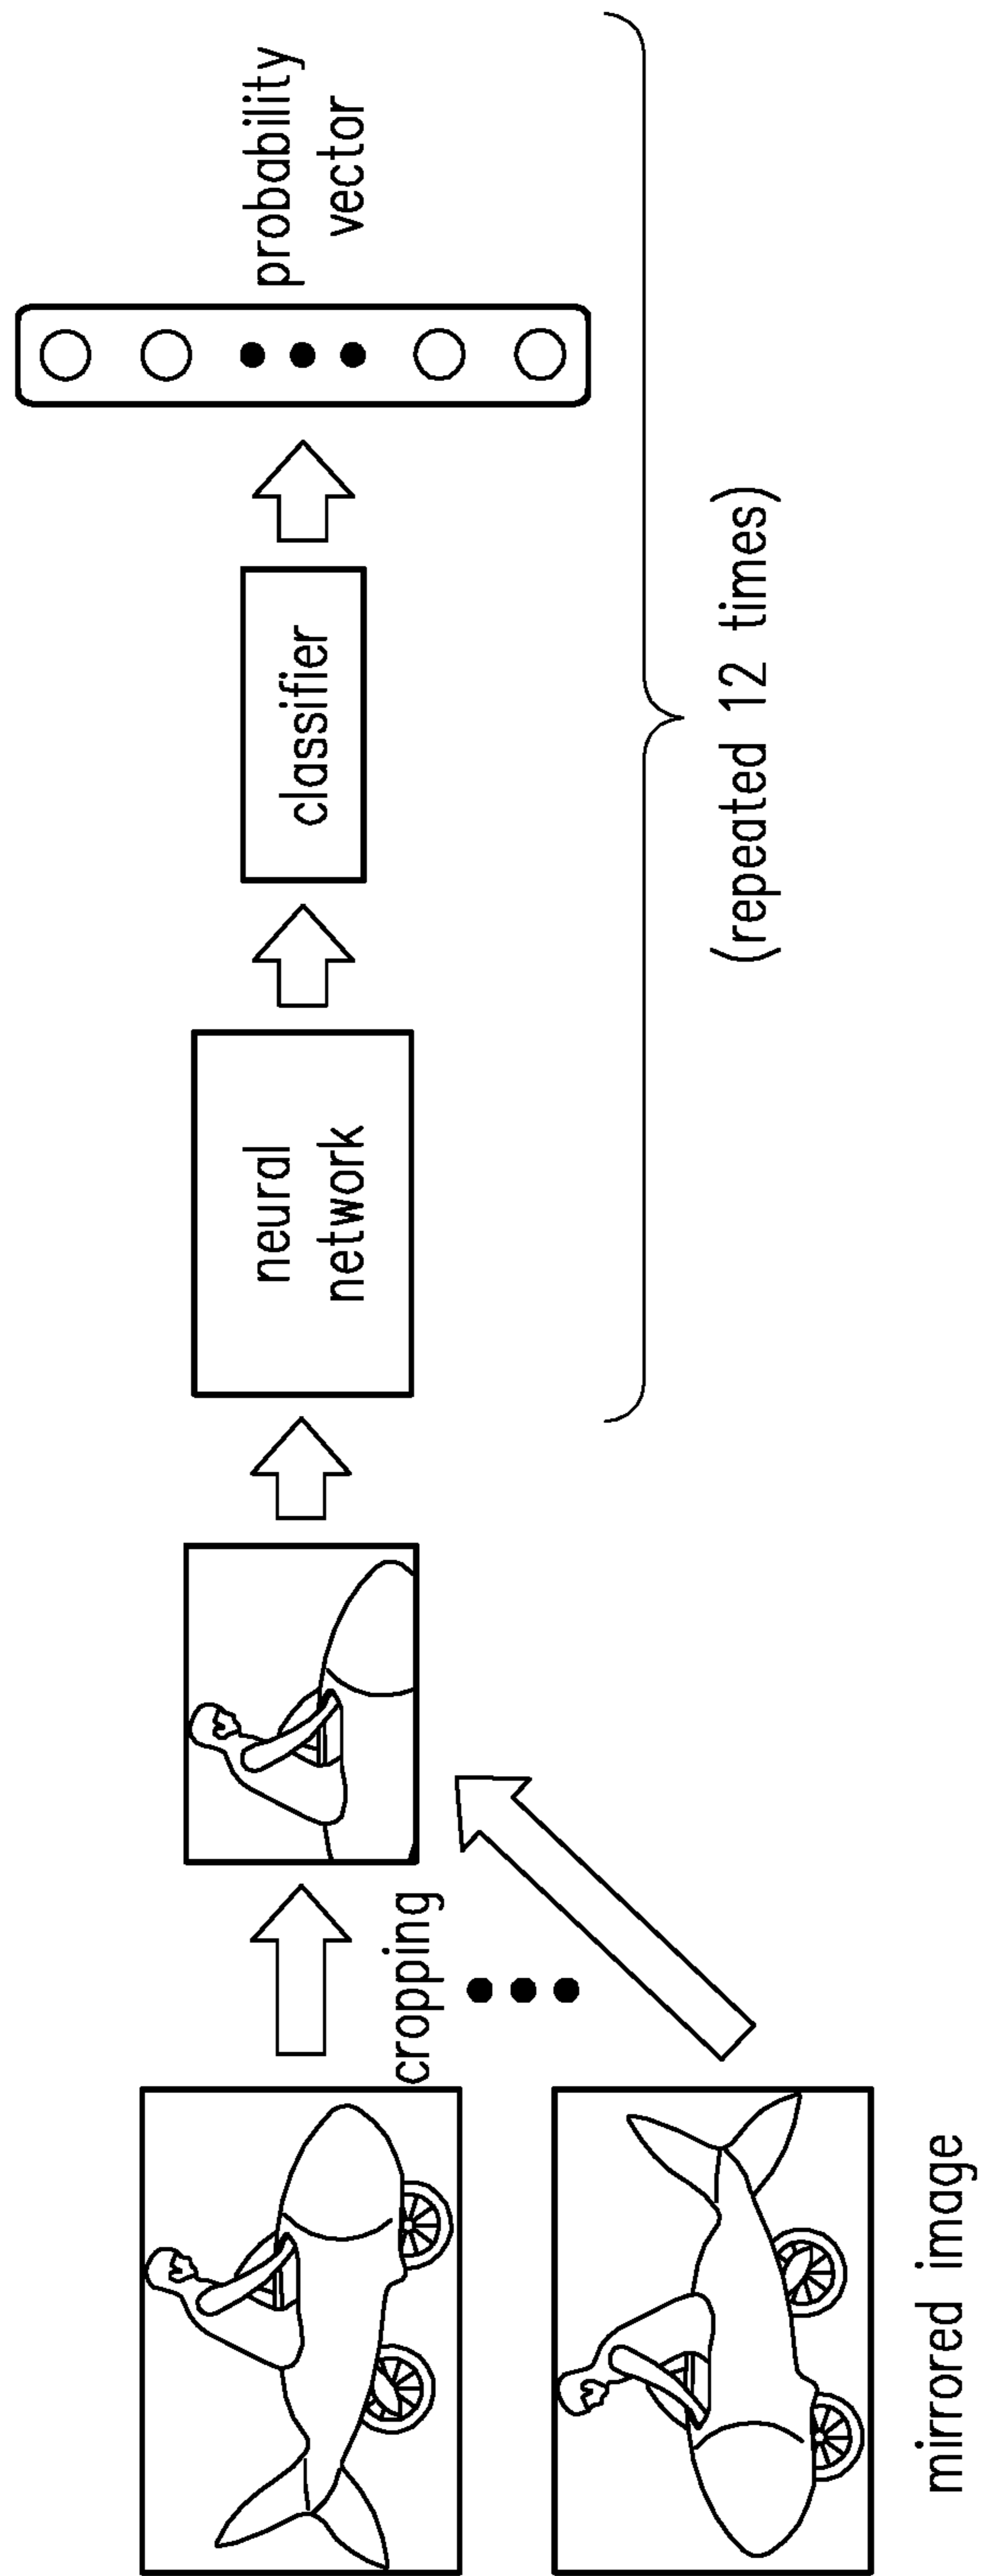 cropping
mirrored image
neural
network
classifier
probability
vector
(repeated 12 times)